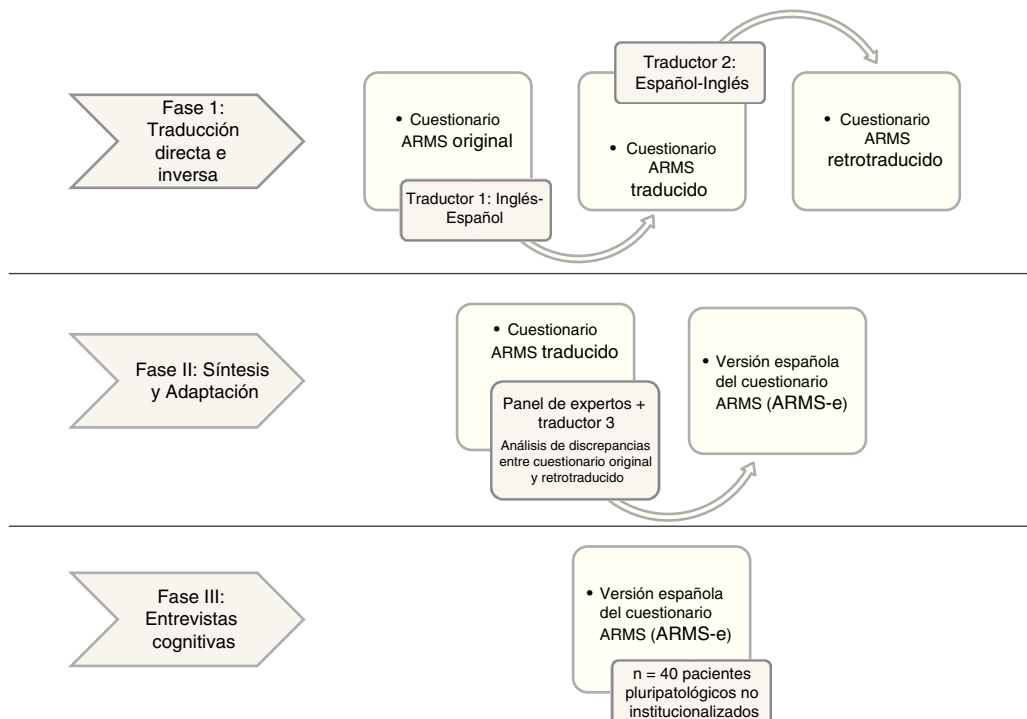 Fase 1:
Traducción
directa e
inversa
• Cuestionario
ARMS original
Traductor 1: Inglés-
Español
Traductor 2:
Español-Inglés
• Cuestionario
ARMS
traducido
• Cuestionario
ARMS
retrotraducido
Fase II: Síntesis
y Adaptación
• Cuestionario
ARMS traducido
Panel de expertos +
traductor 3
Análisis de discrepancias
entre cuestionario original
y retrotraducido
• Versión española
del cuestionario
ARMS (ARMS-e)
Fase III:
Entrevistas
cognitivas
• Versión española
del cuestionario
ARMS (ARMS-e)
n = 40 pacientes
pluripatológicos no
institucionalizados